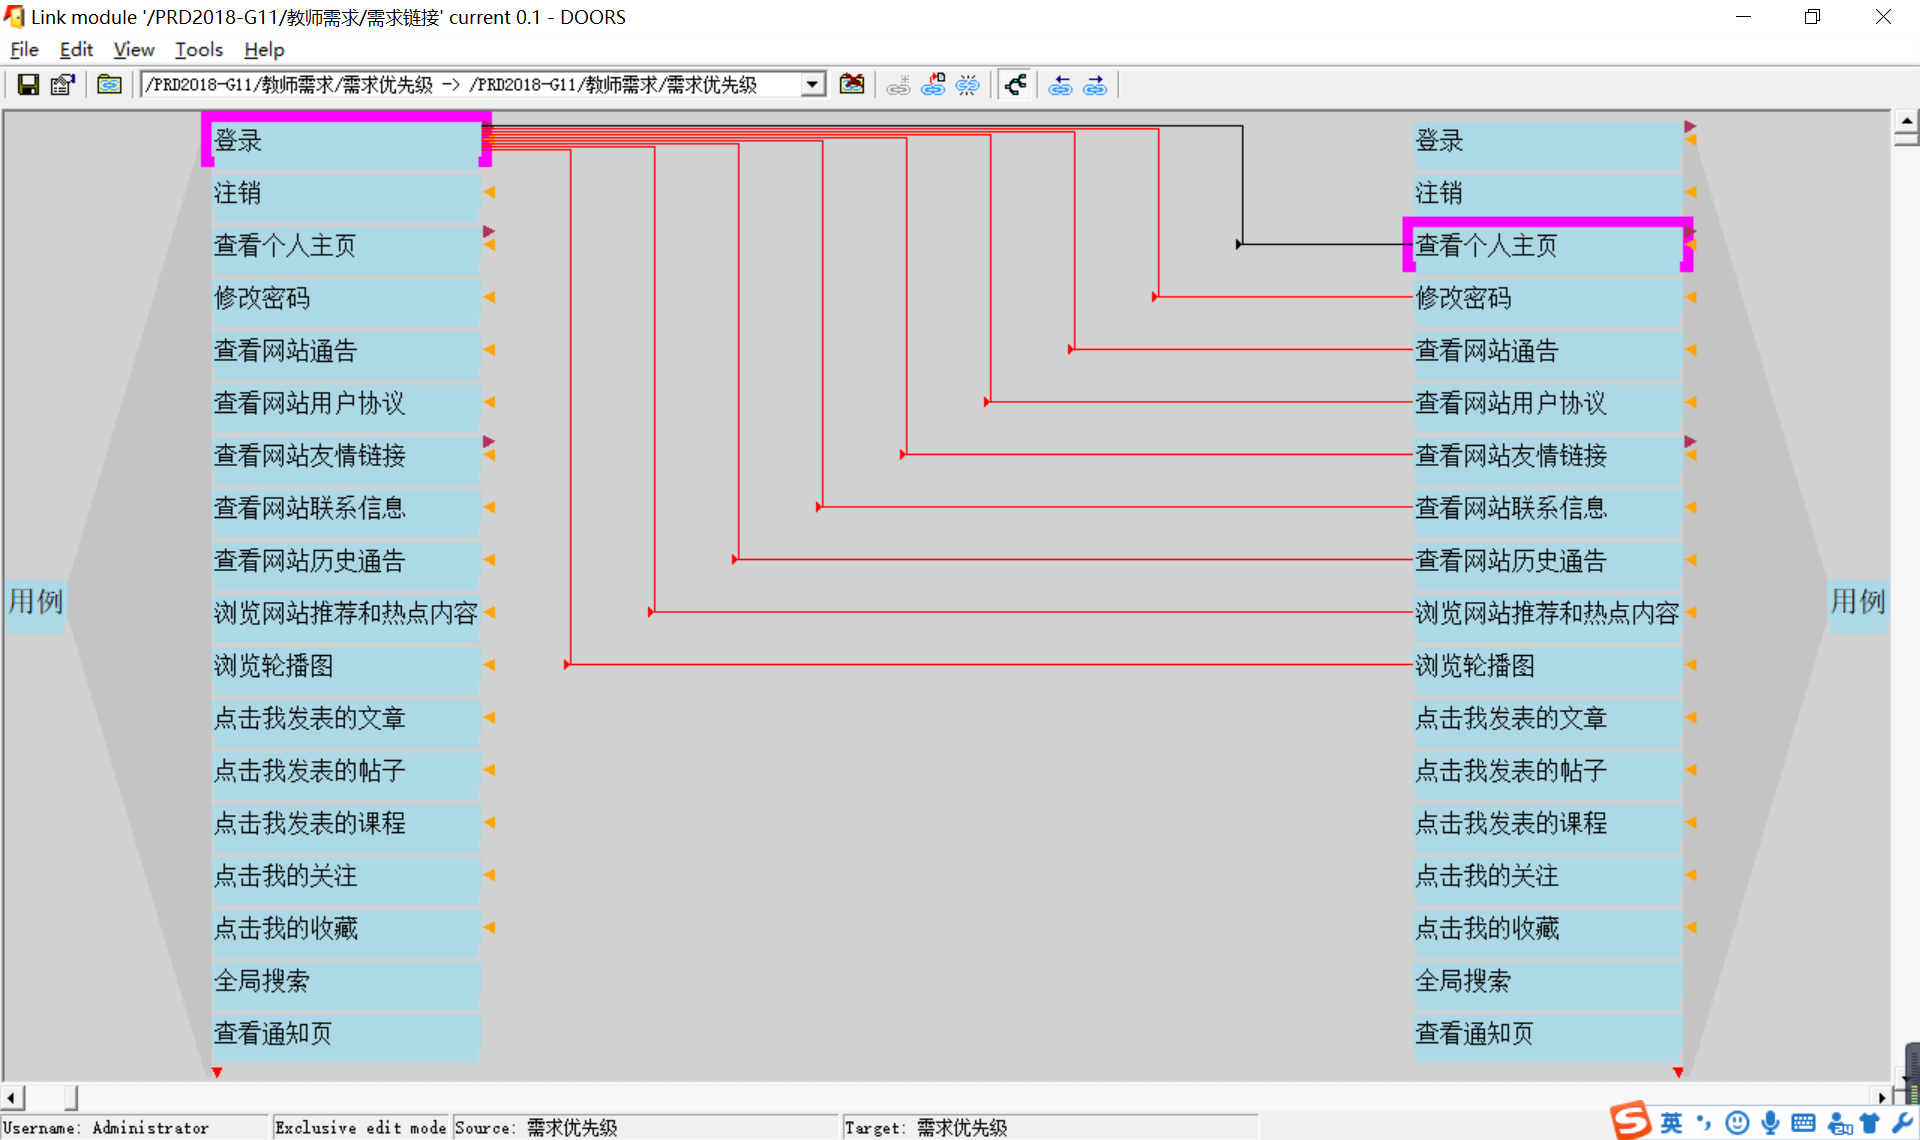 Link module '/PRD2018-G11/教师需求/需求链接' current 0.1 - DOORS
File Edit View Tools Help
/PRD2018-G11/教师需求/需求优先级 -> /PRD2018-G11/教师需求/需求优先级
登录 登录
注销 注销
查看个人主页 查看个人主页
修改密码 修改密码
查看网站通告 查看网站通告
查看网站用户协议 查看网站用户协议
查看网站友情链接 查看网站友情链接
查看网站联系信息 查看网站联系信息
查看网站历史通告 查看网站历史通告
用例 用例
浏览网站推荐和热点内容 浏览网站推荐和热点内容
浏览轮播图 浏览轮播图
点击我发表的文章 点击我发表的文章
点击我发表的帖子 点击我发表的帖子
点击我发表的课程 点击我发表的课程
点击我的关注 点击我的关注
点击我的收藏 点击我的收藏
全局搜索 全局搜索
查看通知页 查看通知页
Username: Administrator Exclusive edit mode Source: 需求优先级 Target: 需求优先级
S 英